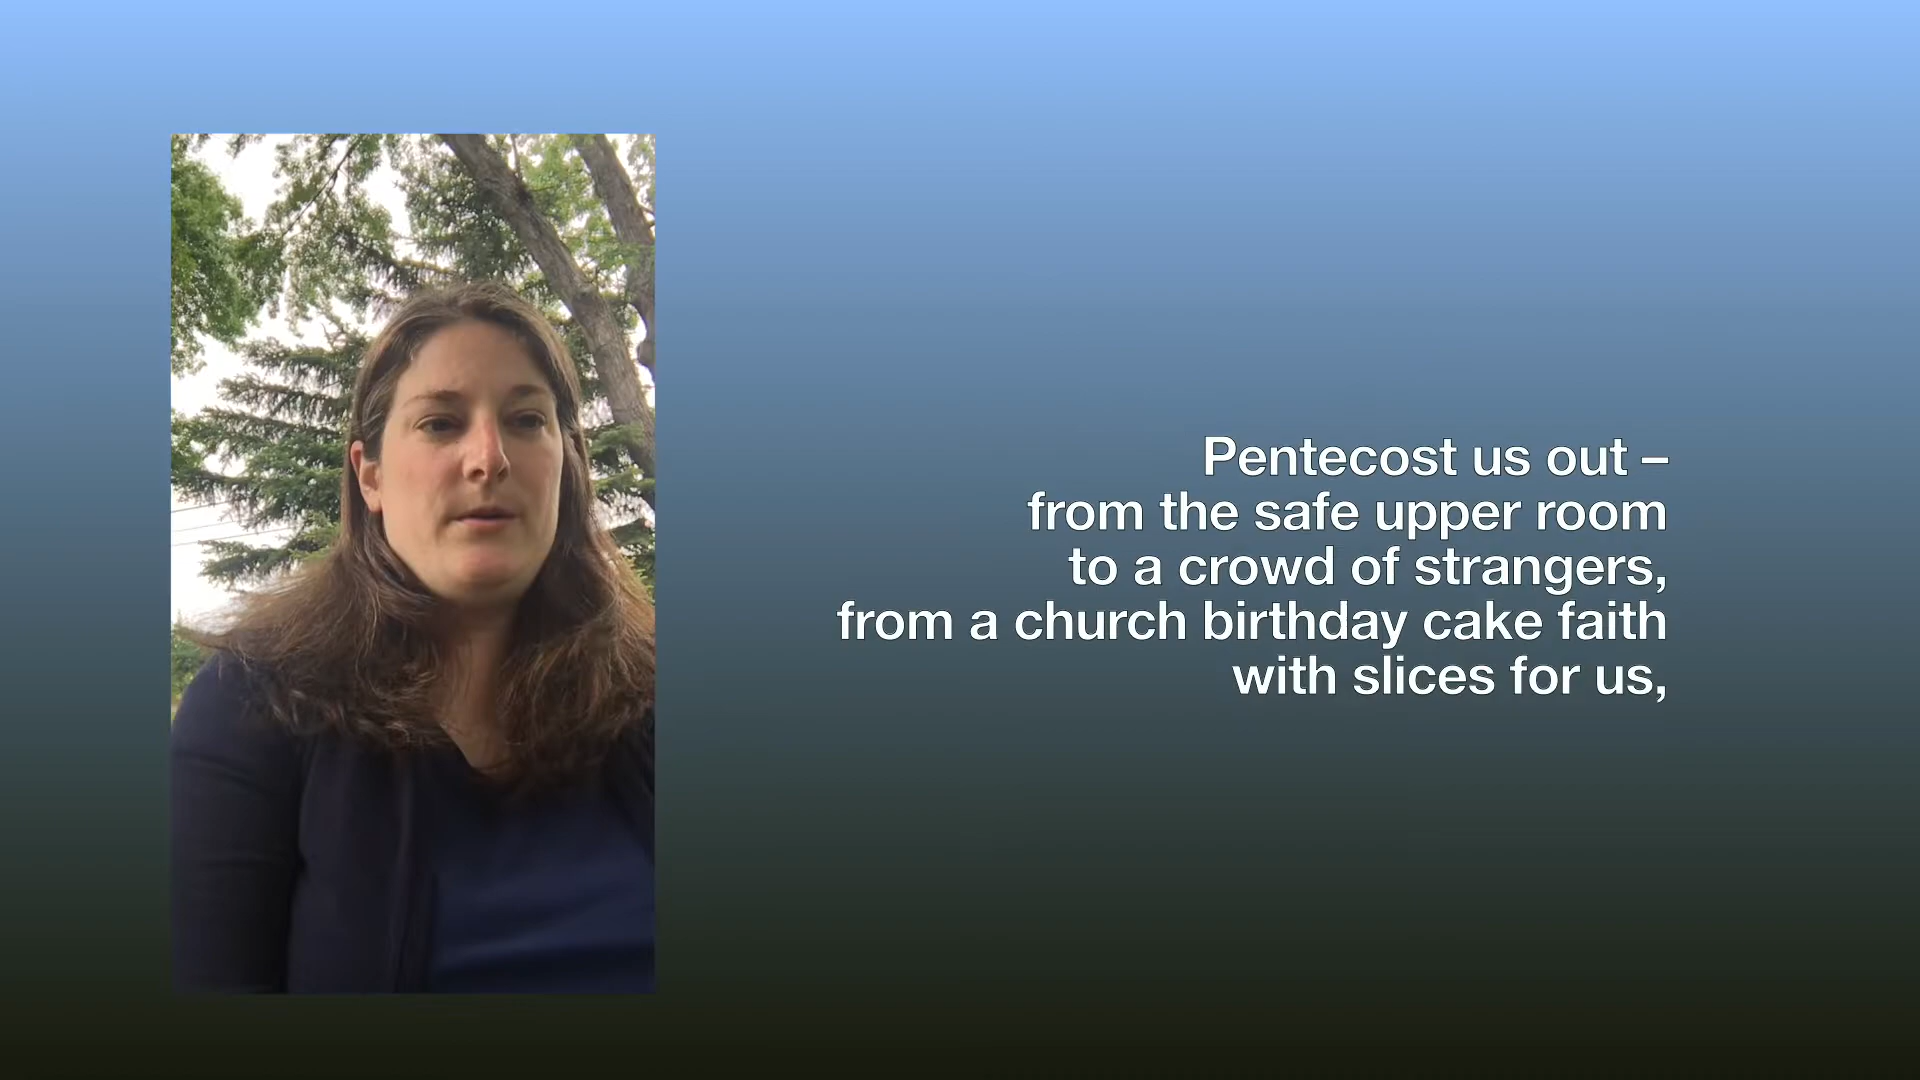 Pentecost us out –
from the safe upper room
to a crowd of strangers,
from a church birthday cake faith
with slices for us,